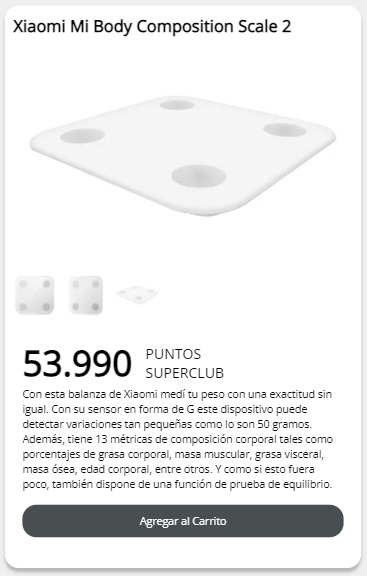 Xiaomi Mi Body Composition Scale 2
53.990 PUNTOS
SUPERCLUB
Con esta balanza de Xiaomi medí tu peso con una exactitud sin
igual. Con su sensor en forma de G este dispositivo puede
detectar variaciones tan pequeñas como lo son 50 gramos.
Además, tiene 13 métricas de composición corporal tales como
porcentajes de grasa corporal, masa muscular, grasa visceral,
masa ósea, edad corporal, entre otros. Y como si esto fuera
poco, también dispone de una función de prueba de equilibrio.
Agregar al Carrito